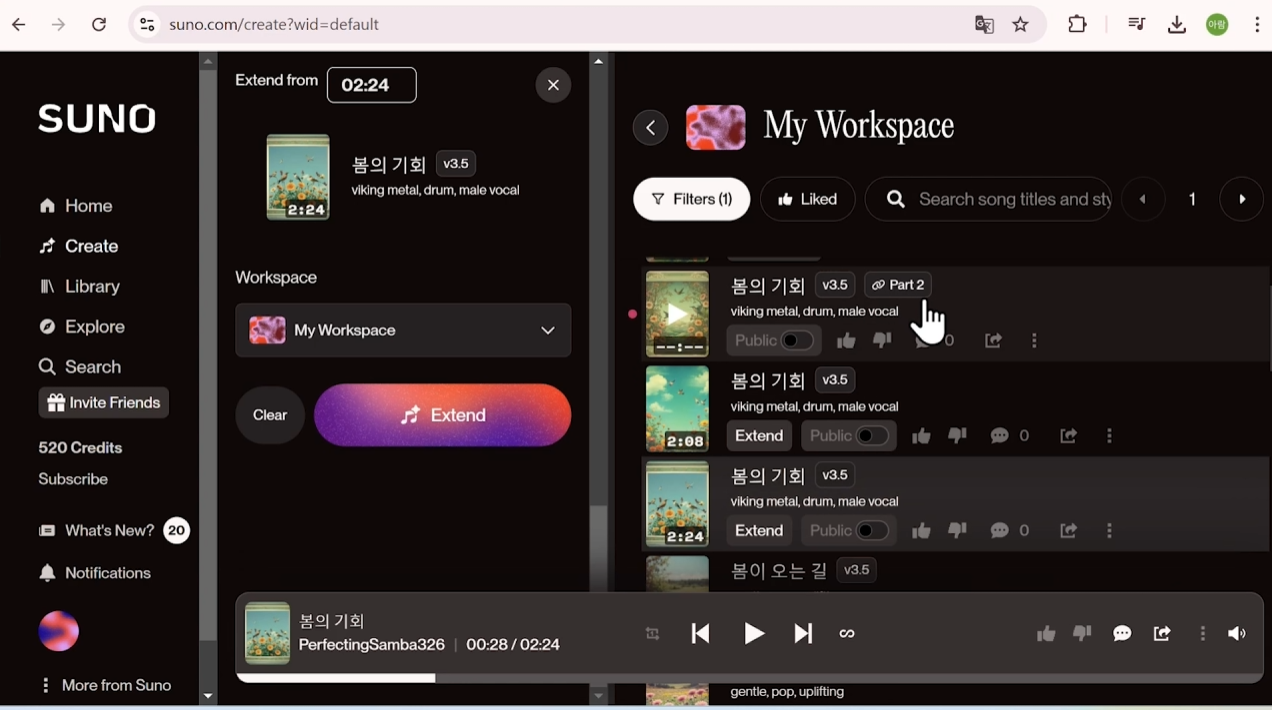 suno.com/create?wid=default
아람
SUNO
Home
Create
Library
Explore
Search
Invite Friends
520 Credits
Subscribe
What's New? 20
Notifications
More from Suno
Extend from 02:24
봄의 기회 v3.5
viking metal, drum, male vocal
2:24
Workspace
My Workspace
Clear
Extend
My Workspace
Filters (1)
Liked
Search song titles and sty
1
봄의 기회 v3.5 Part 2
viking metal, drum, male vocal
--:--
Public 0
봄의 기회 v3.5
viking metal, drum, male vocal
2:08
Extend Public 0
봄의 기회 v3.5
viking metal, drum, male vocal
2:24
Extend Public 0
봄이 오는 길 v3.5
봄의 기회
PerfectingSamba326 | 00:28 / 02:24
gentle, pop, uplifting